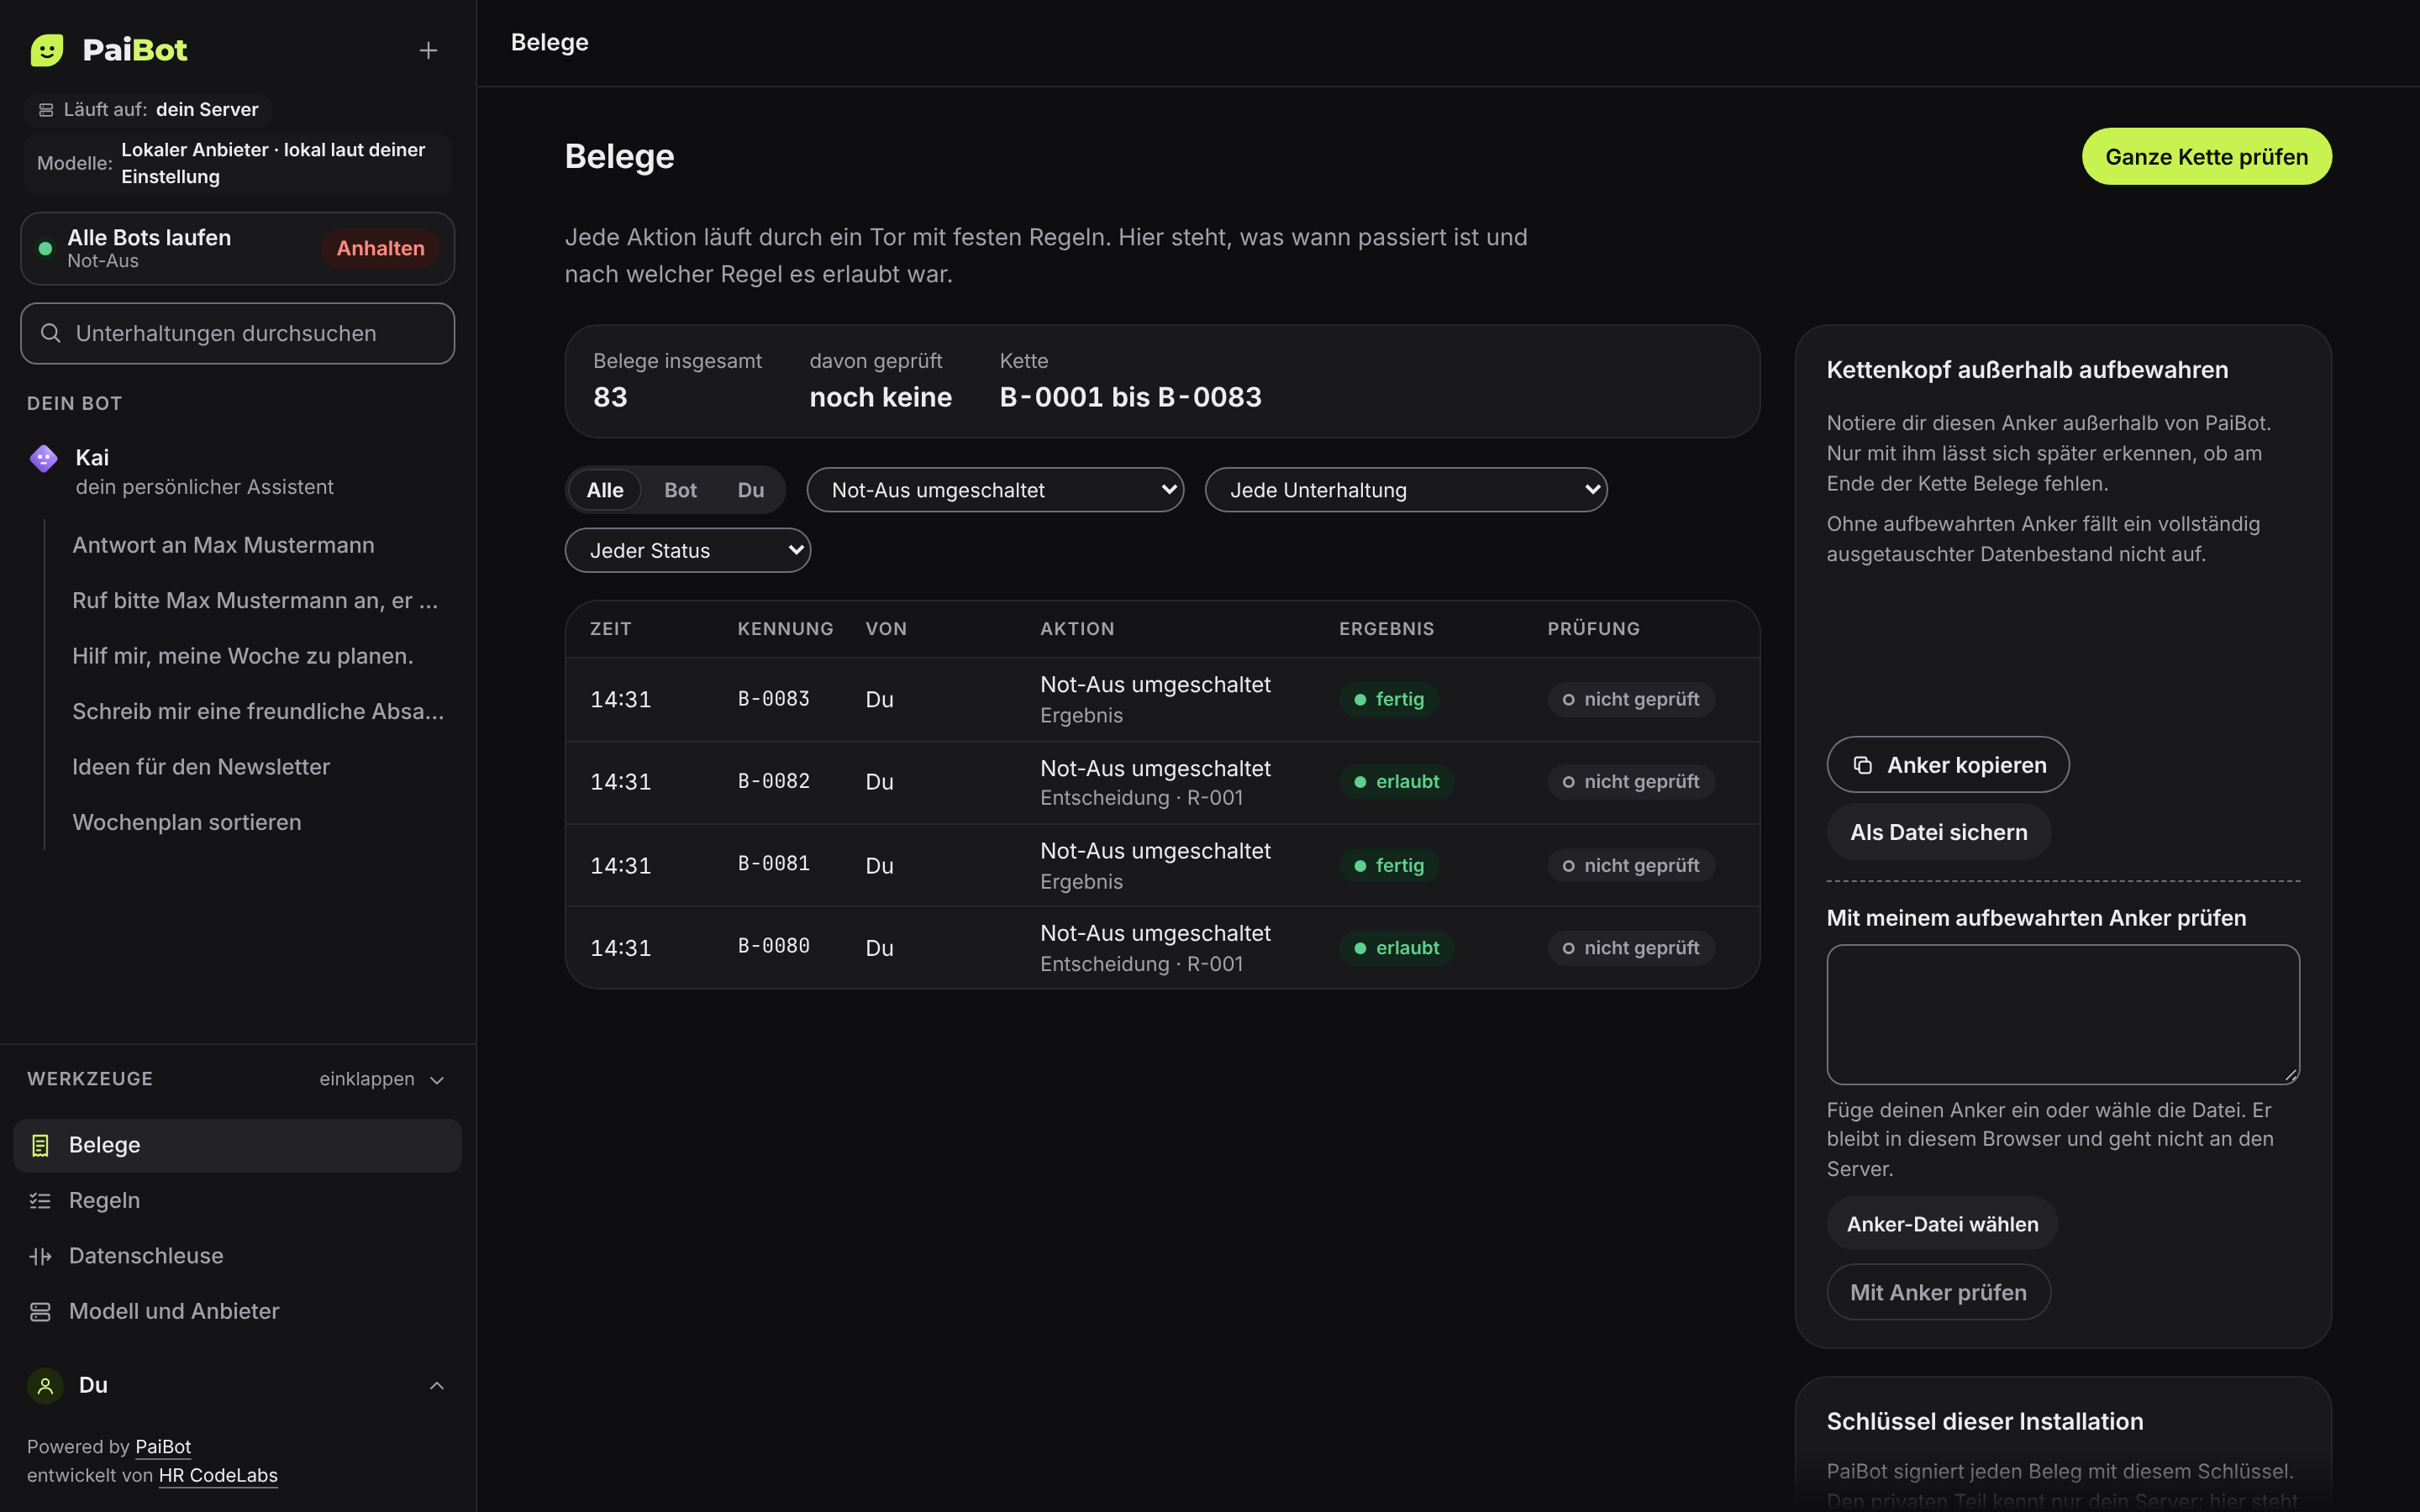 PaiBot
Läuft auf: dein Server
Modelle: Lokaler Anbieter · lokal laut deiner
Einstellung
Alle Bots laufen
Not-Aus
Anhalten
Unterhaltungen durchsuchen
DEIN BOT
Kai
dein persönlicher Assistent
Antwort an Max Mustermann
Ruf bitte Max Mustermann an, er ...
Hilf mir, meine Woche zu planen.
Schreib mir eine freundliche Absa...
Ideen für den Newsletter
Wochenplan sortieren
WERKZEUGE einklappen
Belege
Regeln
Datenschleuse
Modell und Anbieter
Du
Powered by PaiBot
entwickelt von HR CodeLabs
Belege
Belege
Ganze Kette prüfen
Jede Aktion läuft durch ein Tor mit festen Regeln. Hier steht, was wann passiert ist und
nach welcher Regel es erlaubt war.
Belege insgesamt davon geprüft Kette
83 noch keine B-0001 bis B-0083
Alle Bot Du Not-Aus umgeschaltet Jede Unterhaltung
Jeder Status
ZEIT KENNUNG VON AKTION ERGEBNIS PRÜFUNG
14:31 B-0083 Du Not-Aus umgeschaltet fertig nicht geprüft
Ergebnis
14:31 B-0082 Du Not-Aus umgeschaltet erlaubt nicht geprüft
Entscheidung · R-001
14:31 B-0081 Du Not-Aus umgeschaltet fertig nicht geprüft
Ergebnis
14:31 B-0080 Du Not-Aus umgeschaltet erlaubt nicht geprüft
Entscheidung · R-001
Kettenkopf außerhalb aufbewahren
Notiere dir diesen Anker außerhalb von PaiBot.
Nur mit ihm lässt sich später erkennen, ob am
Ende der Kette Belege fehlen.
Ohne aufbewahrten Anker fällt ein vollständig
ausgetauschter Datenbestand nicht auf.
Anker kopieren
Als Datei sichern
Mit meinem aufbewahrten Anker prüfen
Füge deinen Anker ein oder wähle die Datei. Er
bleibt in diesem Browser und geht nicht an den
Server.
Anker-Datei wählen
Mit Anker prüfen
Schlüssel dieser Installation
PaiBot signiert jeden Beleg mit diesem Schlüssel.
Den privaten Teil kennt nur dein Server; hier steht